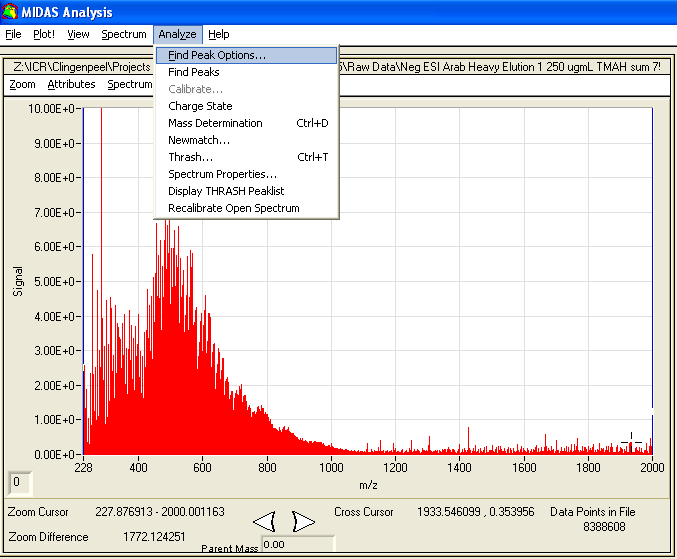 MIDAS Analysis
File Plot! View Spectrum Analyze Help
Z:\ICR\Clingenpeel\Projects \Raw Data\Neg ESI Arab Heavy Elution 1 250 ugmL TMAH sum 7!
Zoom Attributes Spectrum
Find Peak Options...
Find Peaks
Calibrate...
Charge State
Mass Determination Ctrl+D
Newmatch...
Thrash... Ctrl+T
Spectrum Properties...
Display THRASH Peaklist
Recalibrate Open Spectrum
10.00E+0
9.00E+0
8.00E+0
7.00E+0
6.00E+0
5.00E+0
4.00E+0
3.00E+0
2.00E+0
1.00E+0
0.00E+0
Signal
228 400 600 800 1000 1200 1400 1600 1800 2000
m/z
0
Zoom Cursor 227.876913 - 2000.001163 Cross Cursor 1933.546099 , 0.353956 Data Points in File
8388608
Zoom Difference 1772.124251
Parent Mass 0.00